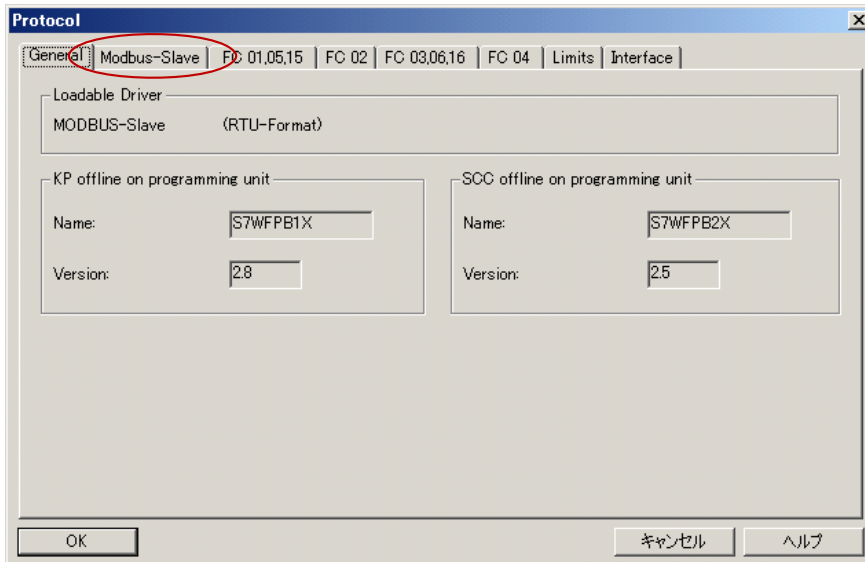 Protocol
General Modbus-Slave FC 01,05,15 FC 02 FC 03,06,16 FC 04 Limits Interface
Loadable Driver
MODBUS-Slave (RTU-Format)
KP offline on programming unit
Name: S7WFPB1X
Version: 2.8
SCC offline on programming unit
Name: S7WFPB2X
Version: 2.5
OK キャンセル ヘルプ